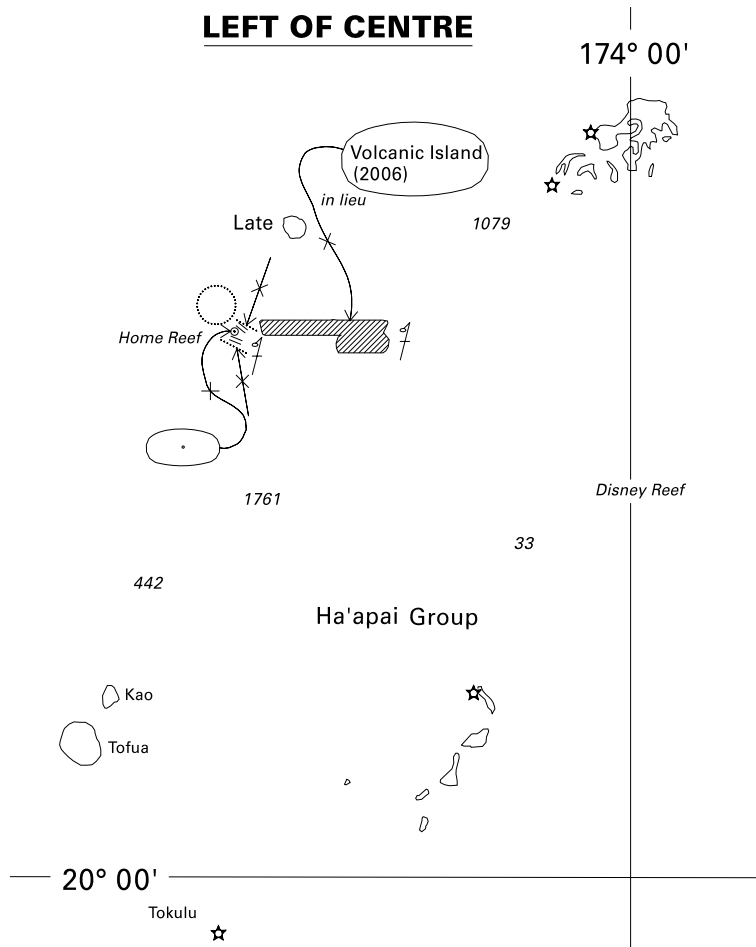 LEFT OF CENTRE
174° 00'
Volcanic Island
(2006)
in lieu
Late
1079
Home Reef
Disney Reef
1761
33
442
Ha'apai Group
Kao
Tofua
20° 00'
Tokulu